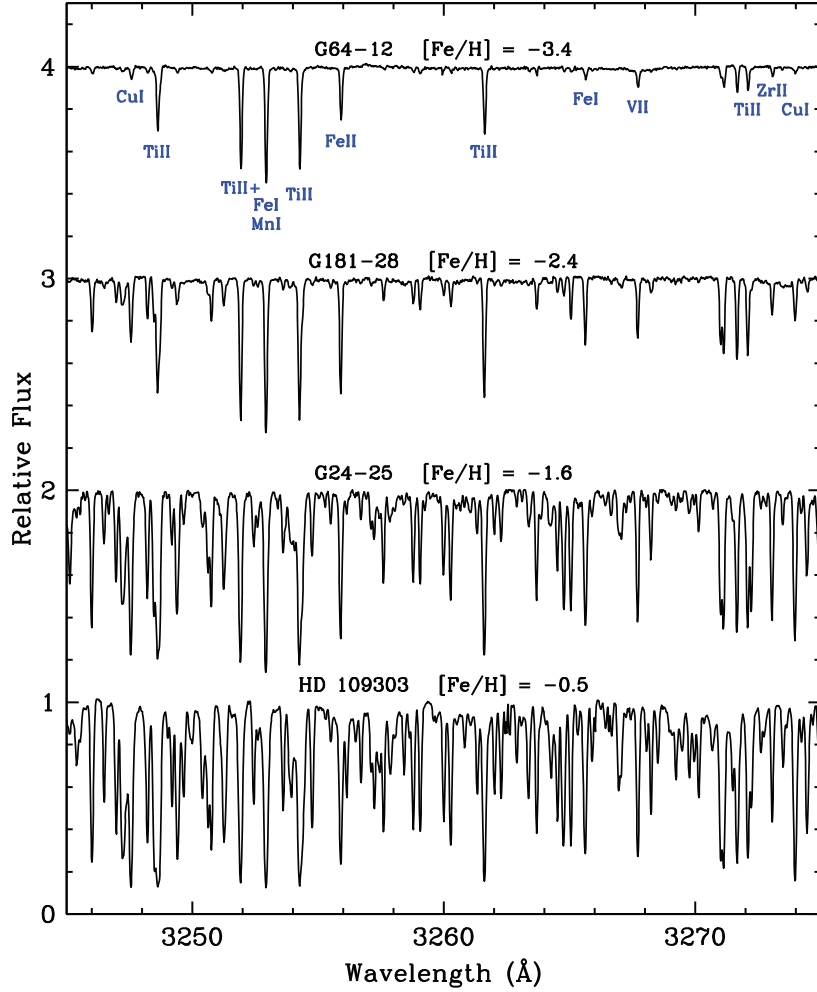 G64-12 [Fe/H] = -3.4
4
CuI
TiII
TiII+
FeI
MnI
TiII
FeII
TiII
FeI
VII
TiII
ZrII
CuI
G181-28 [Fe/H] = -2.4
3
G24-25 [Fe/H] = -1.6
2
HD 109303 [Fe/H] = -0.5
1
0
Relative Flux
3250 3260 3270
Wavelength (Å)